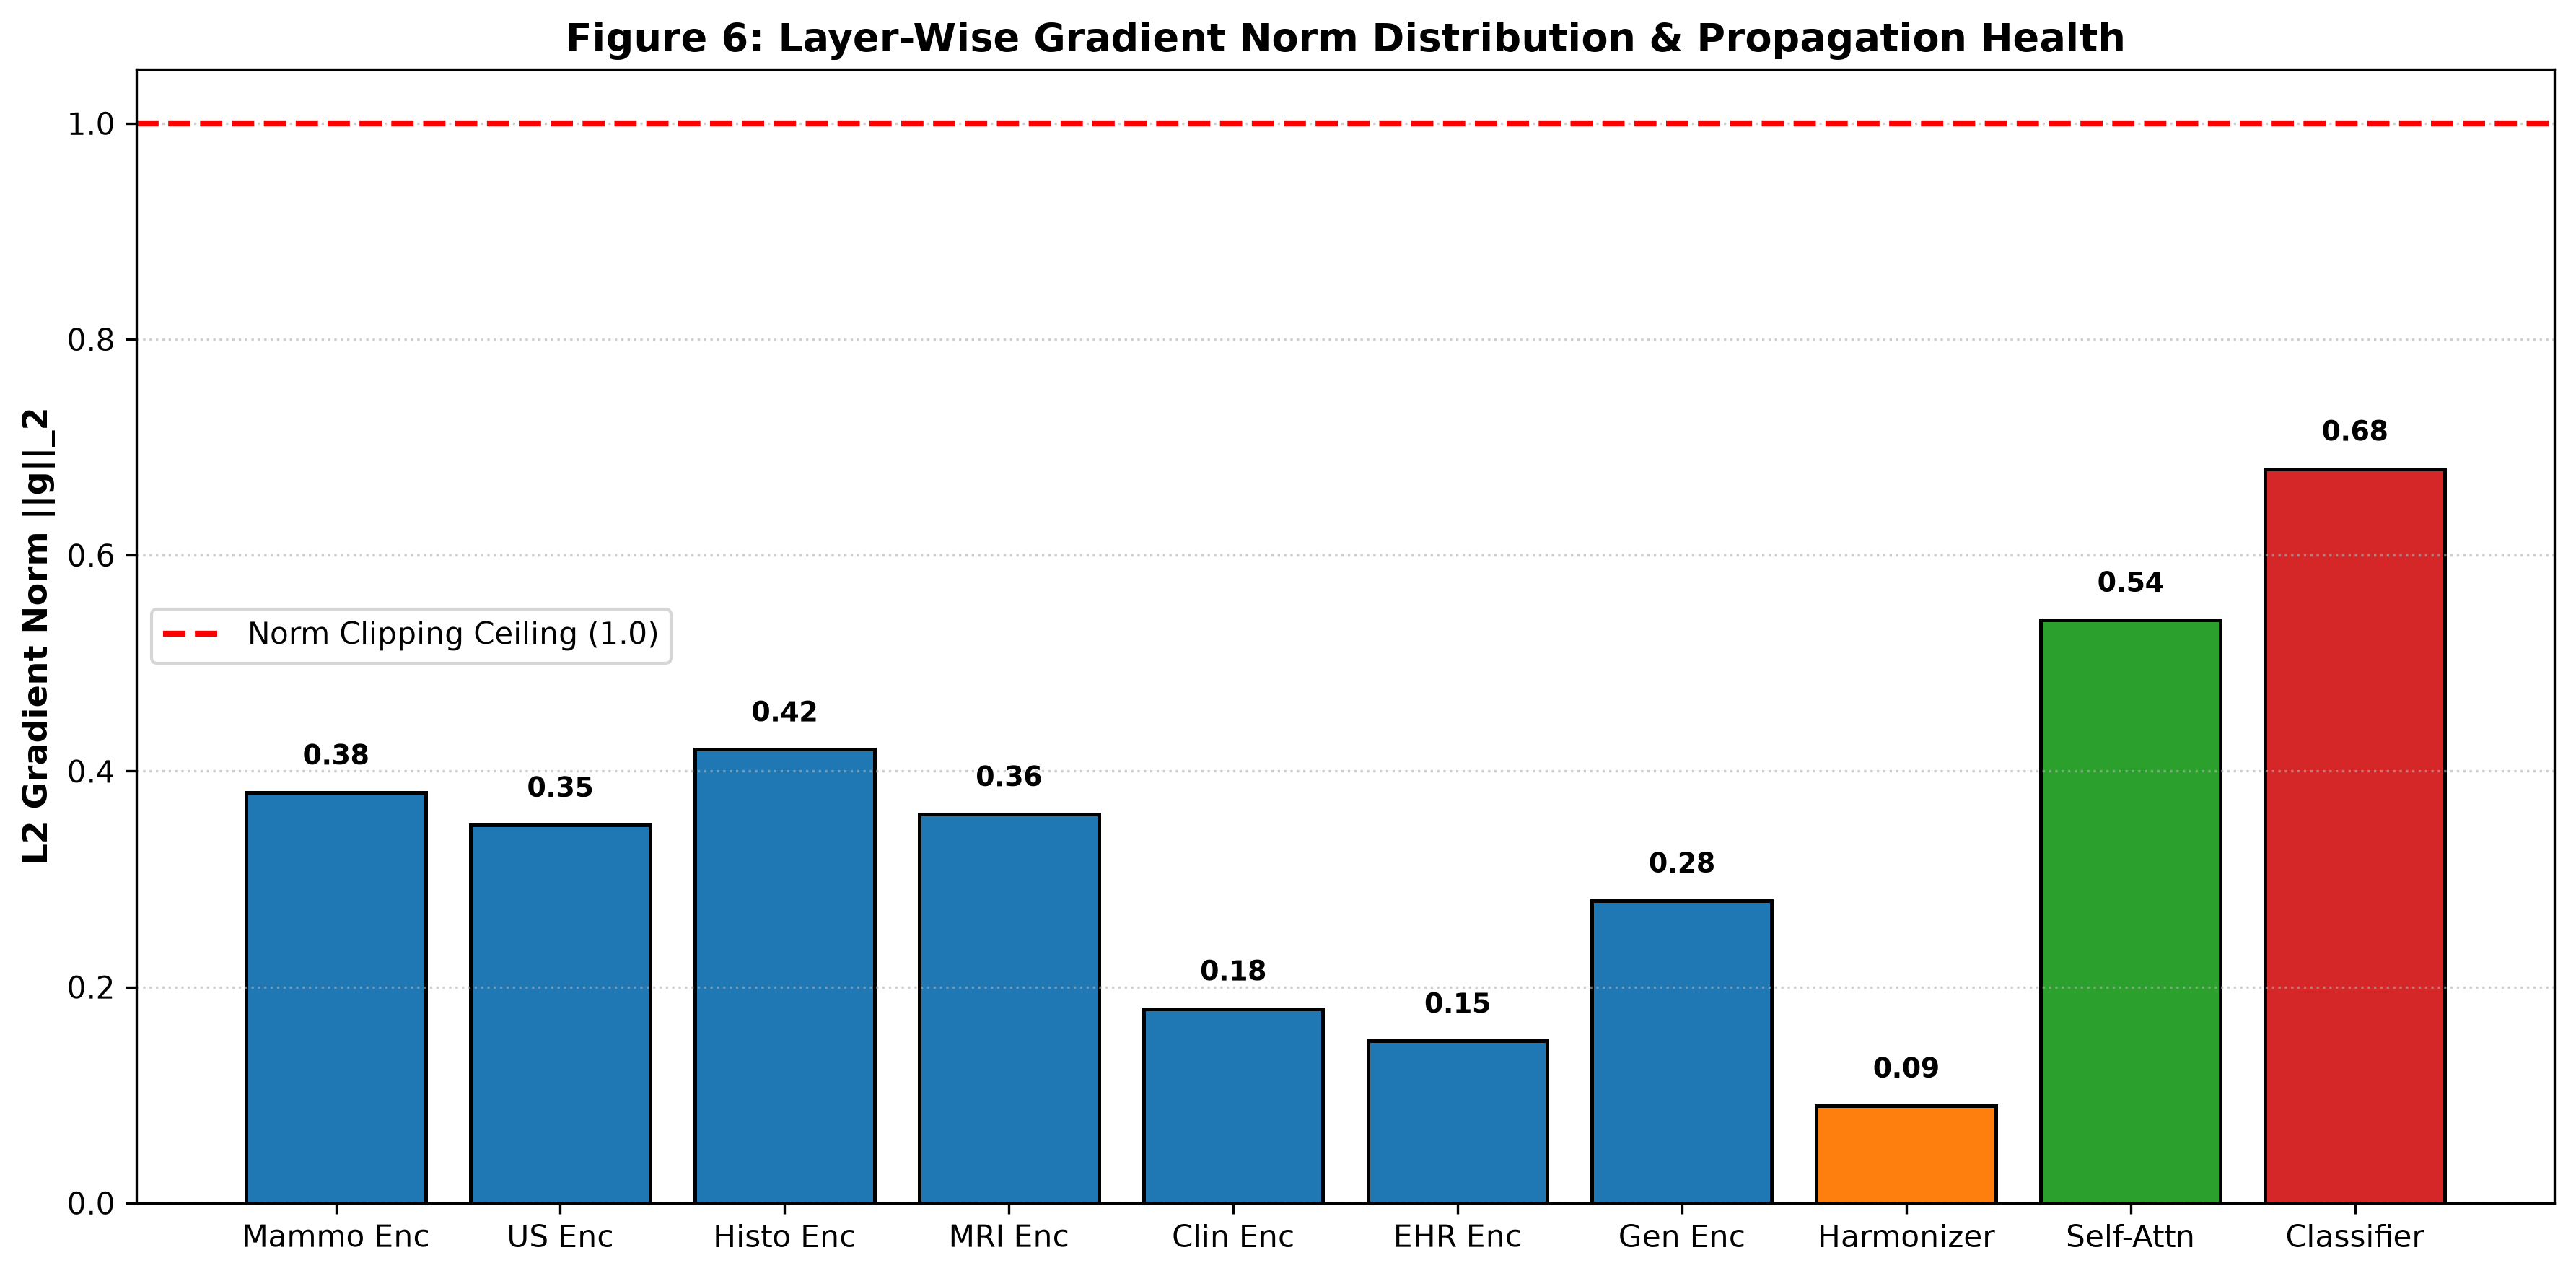 Figure 6: Layer-Wise Gradient Norm Distribution & Propagation Health
L2 Gradient Norm ||g||_2
1.0
0.8
0.6
0.4
0.2
0.0
Norm Clipping Ceiling (1.0)
0.38
0.35
0.42
0.36
0.18
0.15
0.28
0.09
0.54
0.68
Mammo Enc
US Enc
Histo Enc
MRI Enc
Clin Enc
EHR Enc
Gen Enc
Harmonizer
Self-Attn
Classifier